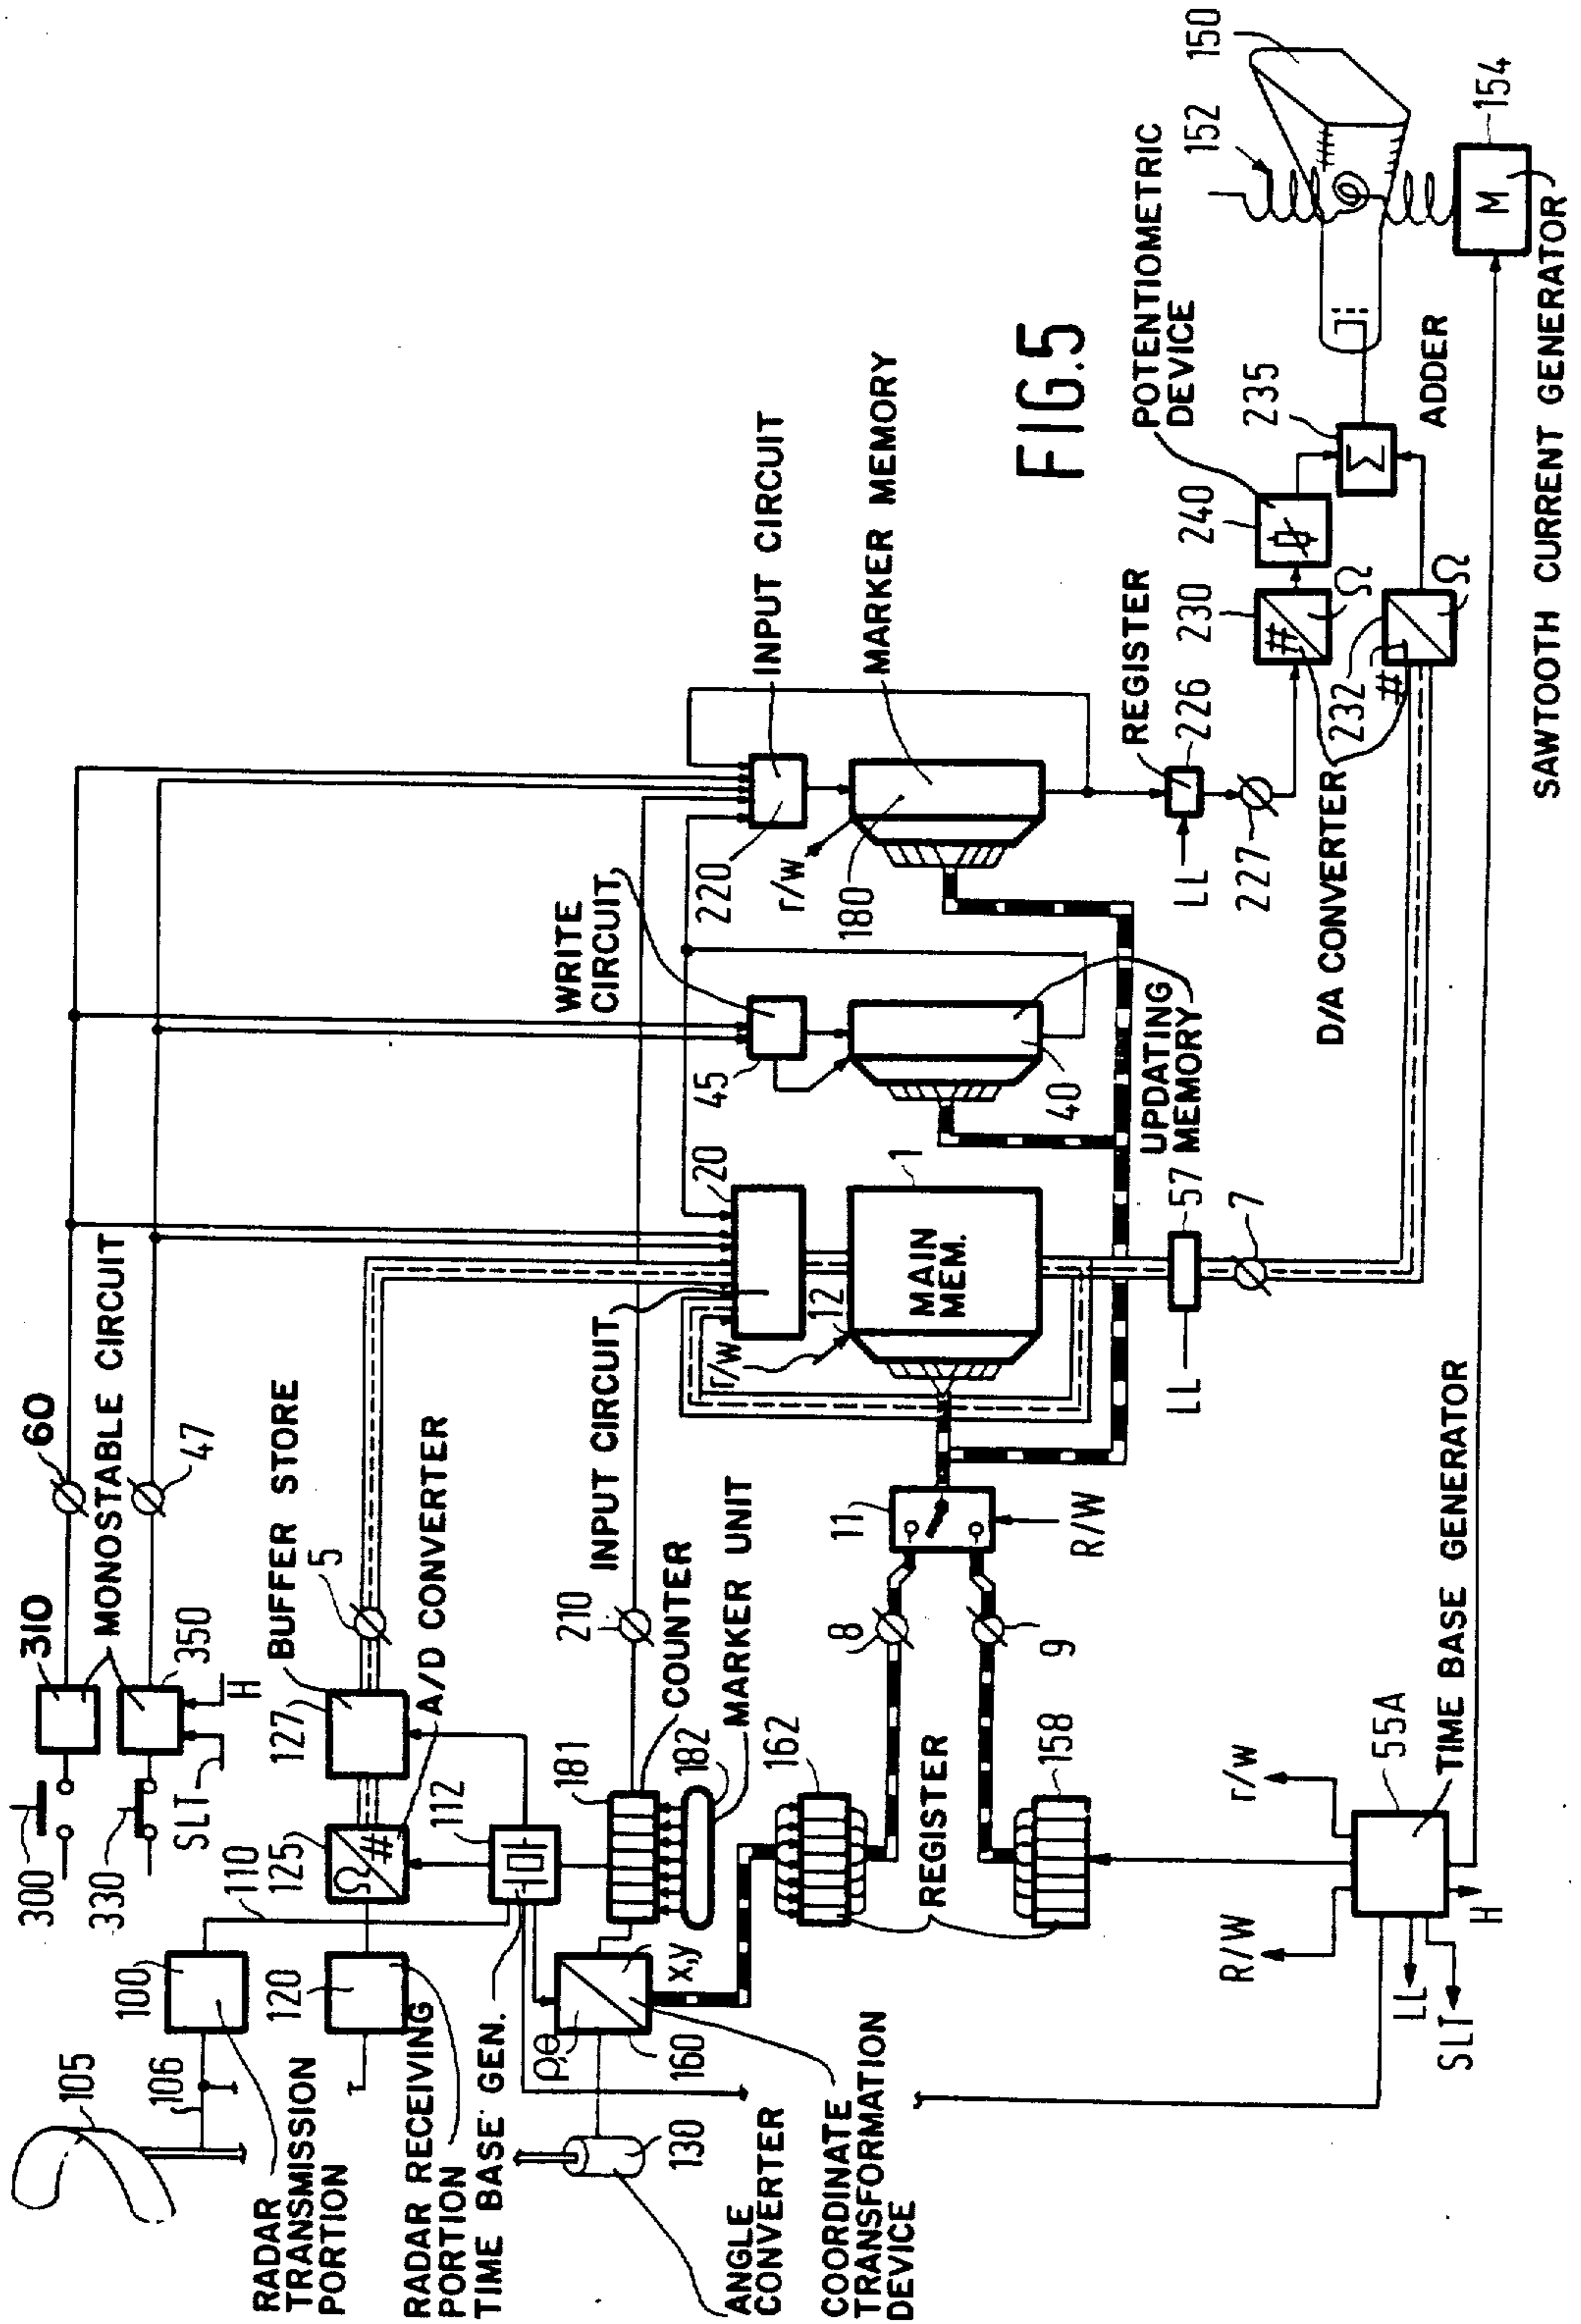 105
106
100
110
RADAR
TRANSMISSION
PORTION
120
RADAR RECEIVING
PORTION
TIME BASE GEN.
300
310
60
MONOSTABLE CIRCUIT
330
350
47
SLT
H
125
Ω
#
127
BUFFER STORE
5
A/D CONVERTER
112
181
COUNTER
182
MARKER UNIT
210
ρ,θ
x,y
160
130
ANGLE
CONVERTER
COORDINATE
TRANSFORMATION
DEVICE
162
REGISTER
158
8
9
11
R/W
INPUT CIRCUIT
20
r/w
12
MAIN
MEM.
1
57
LL
7
WRITE
CIRCUIT
45
40
UPDATING
MEMORY
INPUT CIRCUIT
220
r/w
180
MARKER MEMORY
REGISTER
226
LL
227
230
#
Ω
240
POTENTIOMETRIC
DEVICE
235
Σ
ADDER
232
#
Ω
D/A CONVERTER
FIG.5
150
152
154
M
SAWTOOTH CURRENT GENERATOR
R/W
r/w
55A
TIME BASE GENERATOR
LL
SLT
H